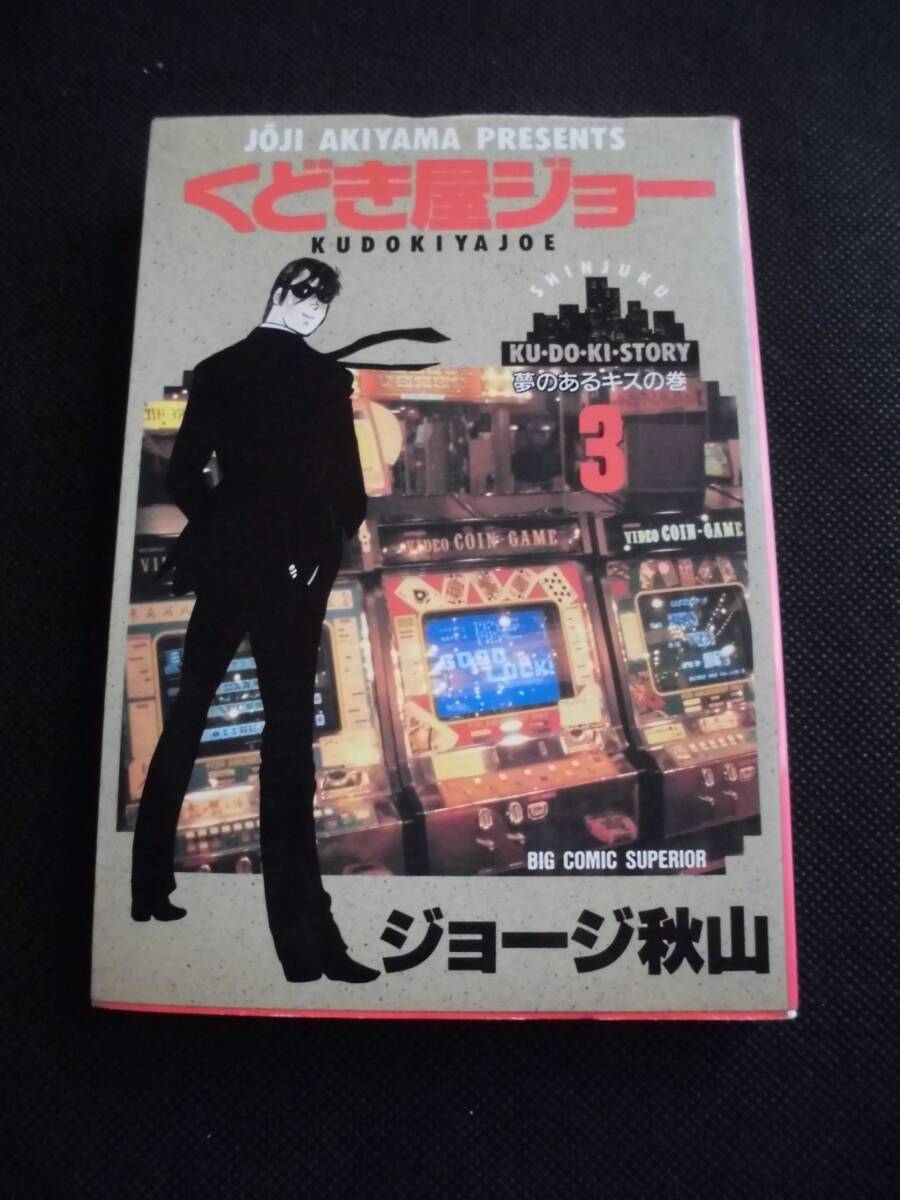 JŌJI AKIYAMA PRESENTS
くどき屋ジョー
KUDOKIYAJOE
SHINJUKU
KU・DO・KI・STORY
夢のあるキスの巻
3
VIDEO COIN-GAME
VIDEO COIN-GAME
GOOD
LUCK!
BIG COMIC SUPERIOR
ジョージ秋山